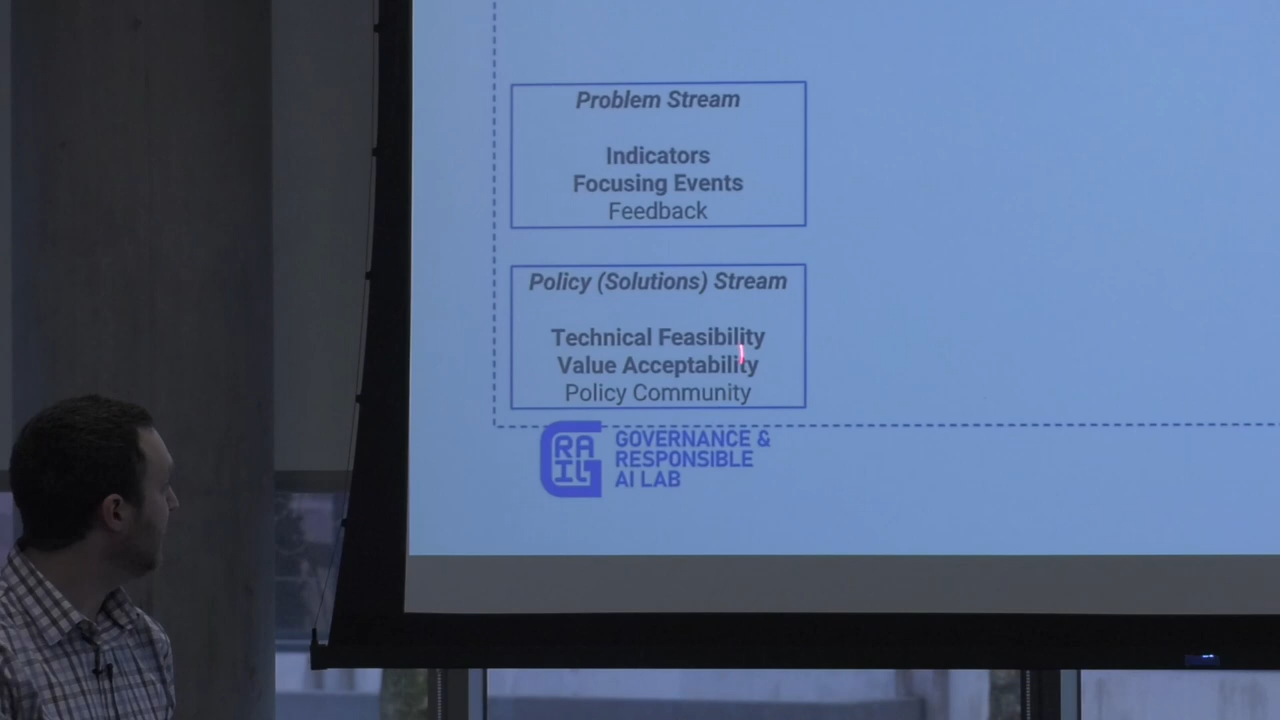 Problem Stream
Indicators
Focusing Events
Feedback
Policy (Solutions) Stream
Technical Feasibility
Value Acceptability
Policy Community
GRAIL
GOVERNANCE &
RESPONSIBLE
AI LAB